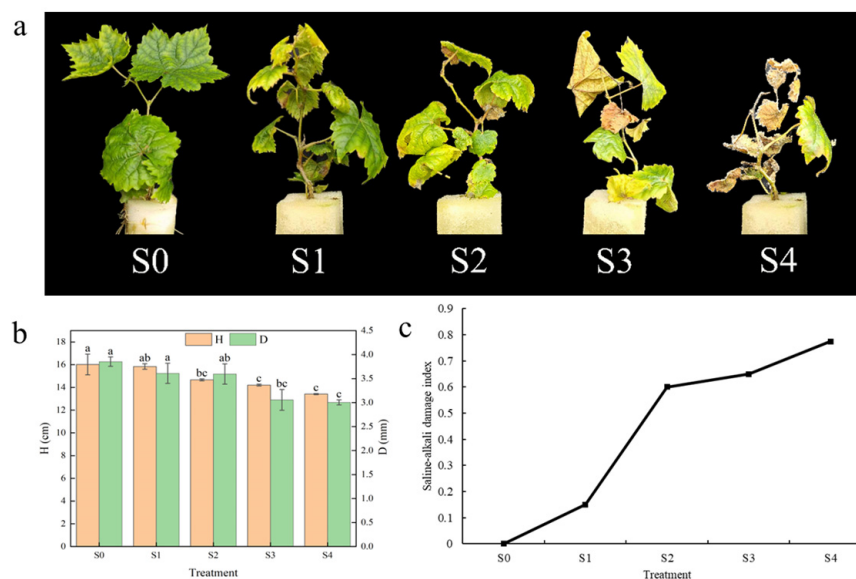 a
S0 S1 S2 S3 S4
b
H D
18
16
14
12
10
8
6
4
2
0
H (cm)
a a ab a bc ab c bc c c
4.5
4.0
3.5
3.0
2.5
2.0
1.5
1.0
0.5
0.0
D (mm)
S0 S1 S2 S3 S4
Treatment
c
0.9
0.8
0.7
0.6
0.5
0.4
0.3
0.2
0.1
0
Saline-alkali damage index
S0 S1 S2 S3 S4
Treatment